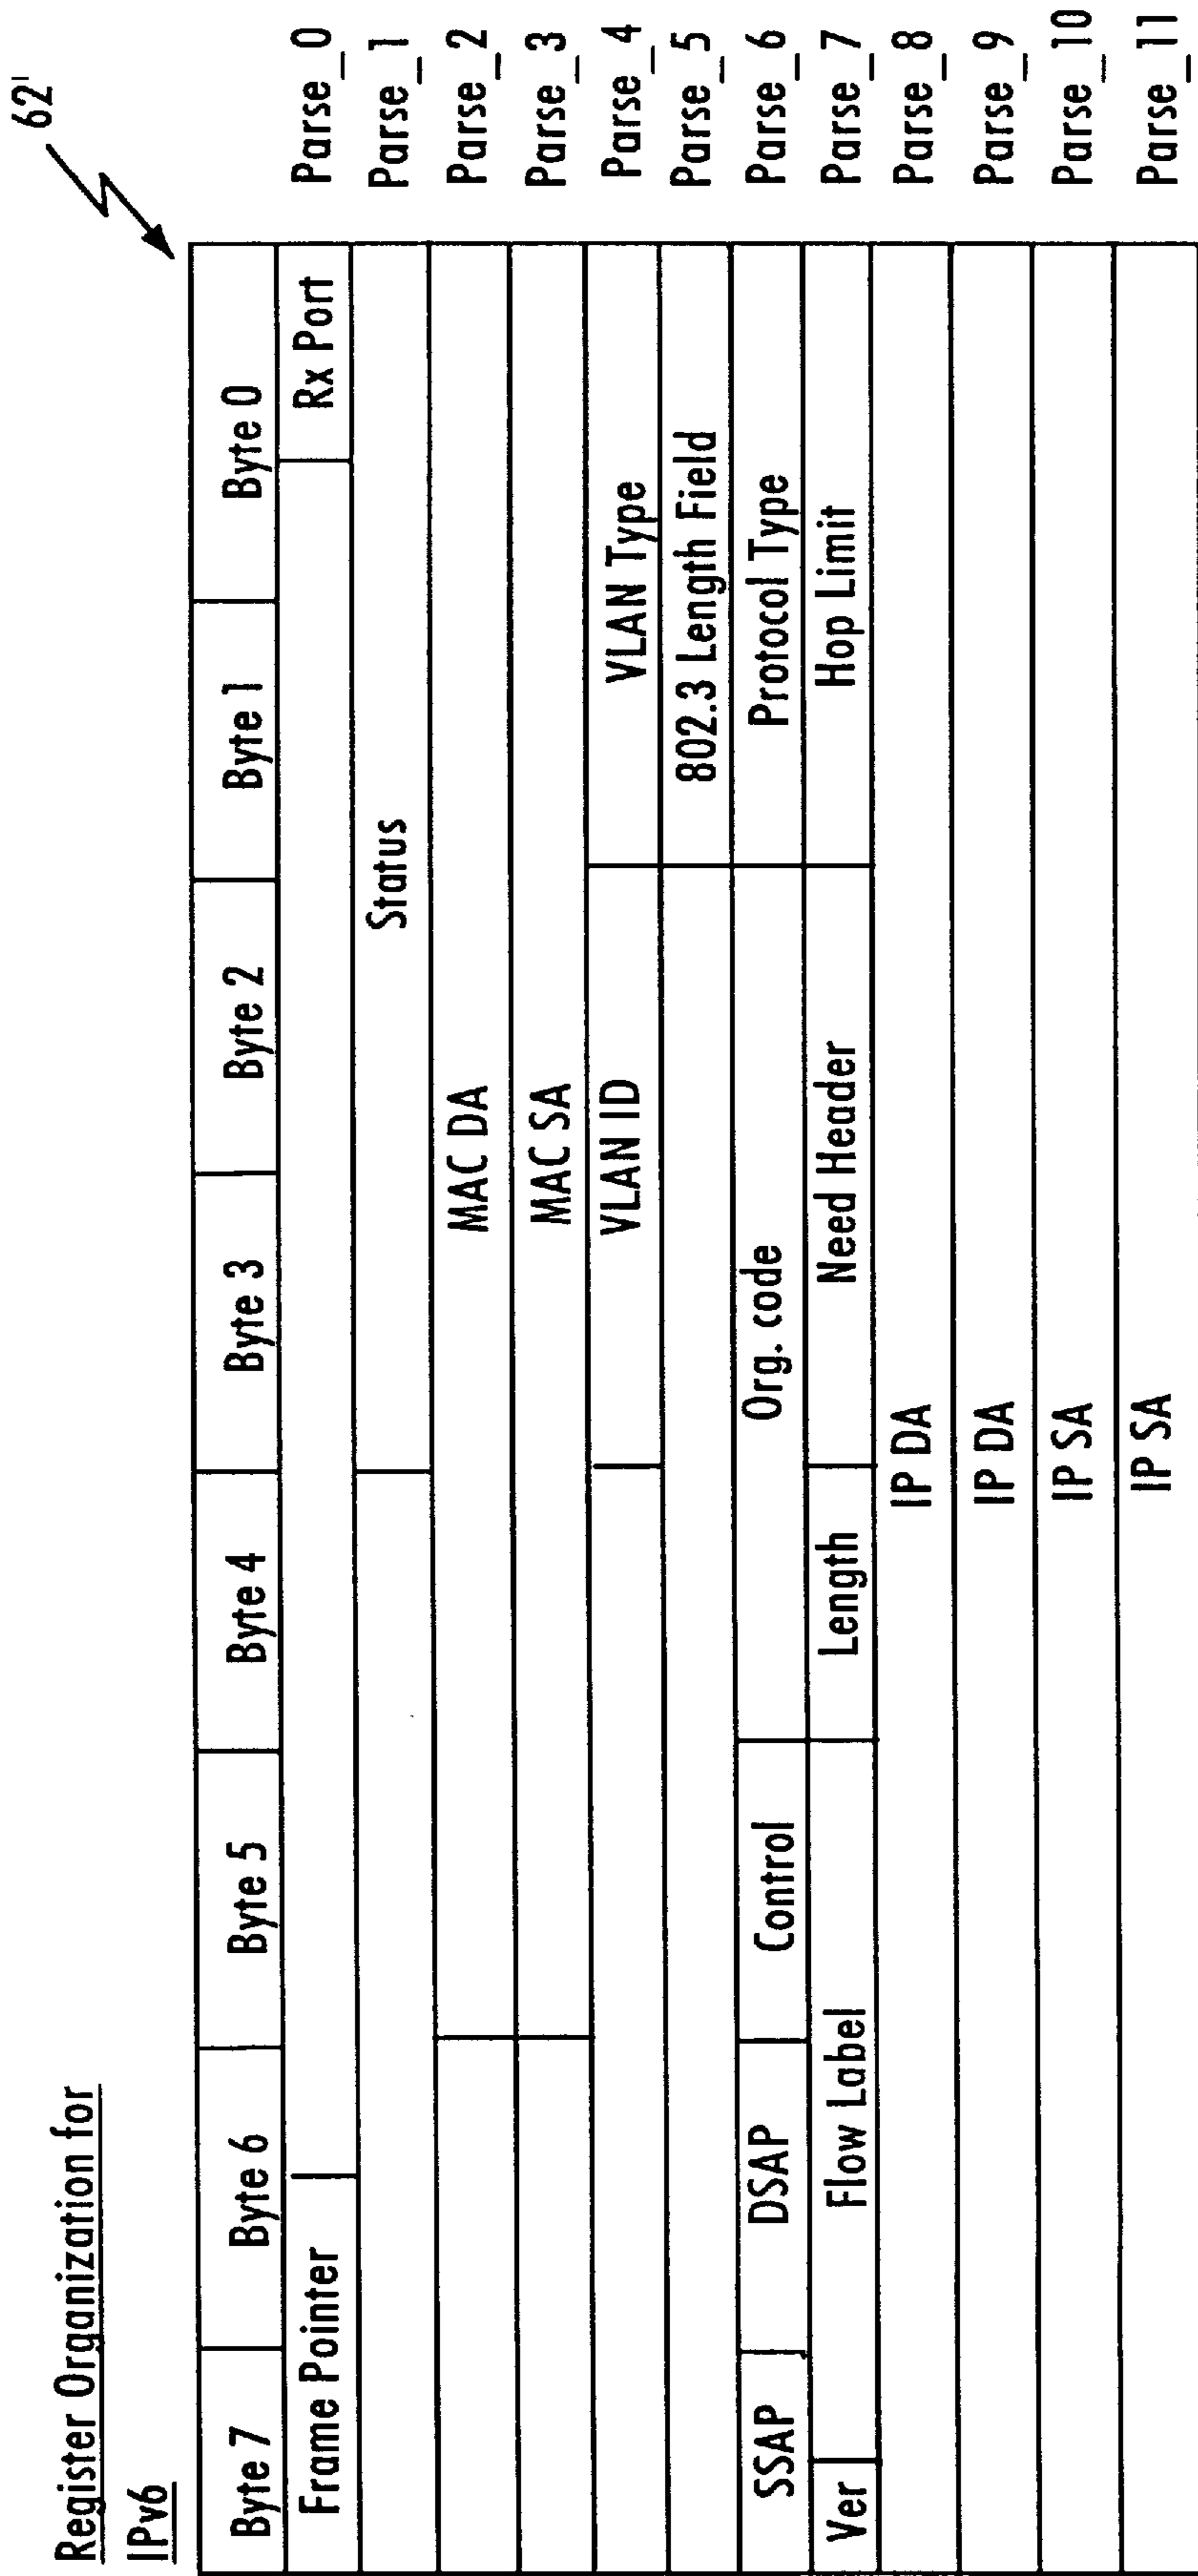 Register Organization for
IPv6
62'
Byte 7 Byte 6 Byte 5 Byte 4 Byte 3 Byte 2 Byte 1 Byte 0
Frame Pointer Rx Port Parse_0
Status Parse_1
MAC DA Parse_2
MAC SA Parse_3
VLAN ID VLAN Type Parse_4
802.3 Length Field Parse_5
SSAP DSAP Control Org. code Protocol Type Parse_6
Ver Flow Label Length Need Header Hop Limit Parse_7
IP DA Parse_8
IP DA Parse_9
IP SA Parse_10
IP SA Parse_11